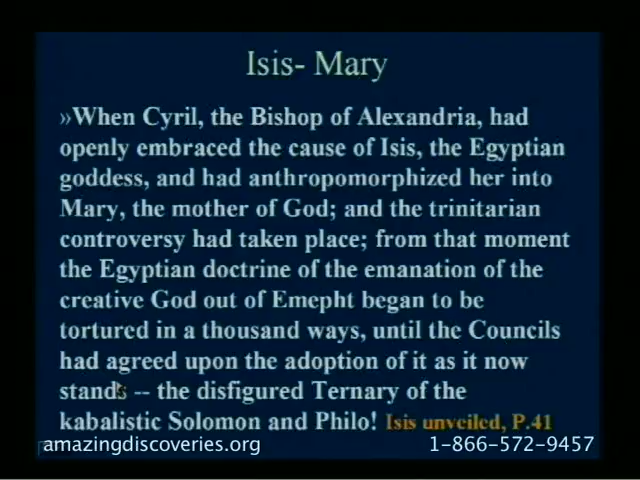 Isis- Mary
»When Cyril, the Bishop of Alexandria, had
openly embraced the cause of Isis, the Egyptian
goddess, and had anthropomorphized her into
Mary, the mother of God; and the trinitarian
controversy had taken place; from that moment
the Egyptian doctrine of the emanation of the
creative God out of Emepht began to be
tortured in a thousand ways, until the Councils
had agreed upon the adoption of it as it now
stands -- the disfigured Ternary of the
kabalistic Solomon and Philo! Isis unveiled, P.41
amazingdiscoveries.org 1-866-572-9457